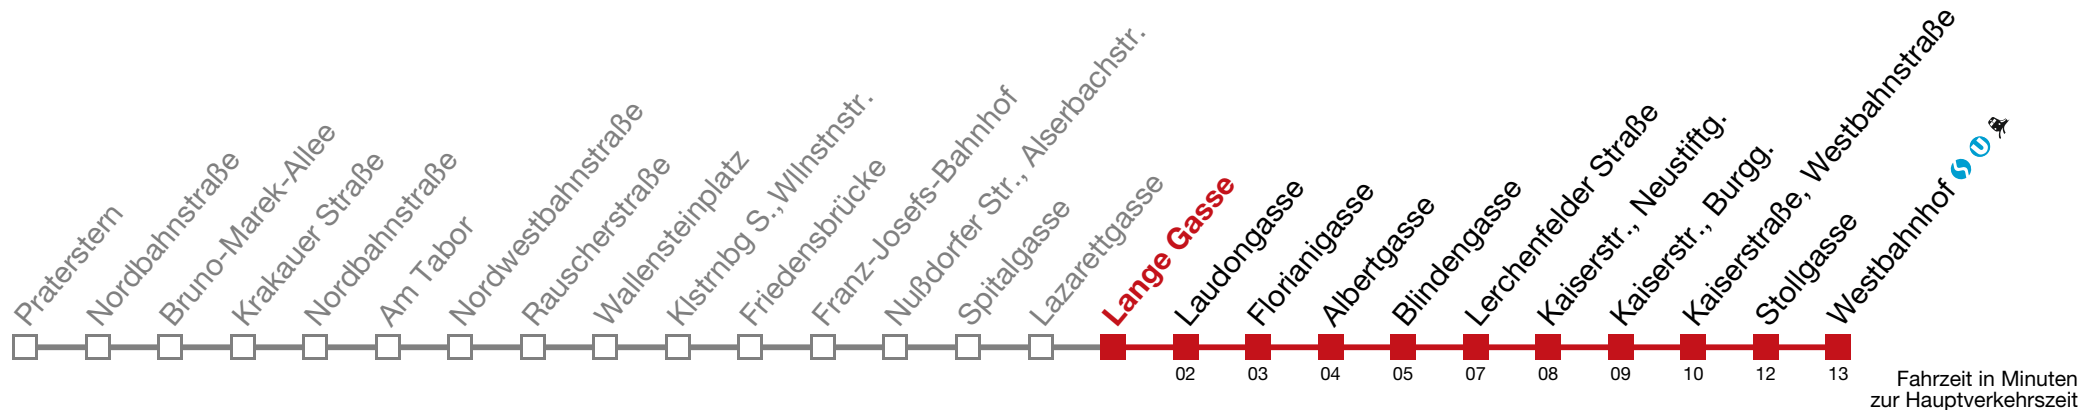 Praterstern
Nordbahnstraße
Bruno-Marek-Allee
Krakauer Straße
Nordbahnstraße
Am Tabor
Nordwestbahnstraße
Rauscherstraße
Wallensteinplatz
Klstrnbg S., Wllnstnstr.
Friedensbrücke
Franz-Josefs-Bahnhof
Nußdorfer Str., Alserbachstr.
Spitalgasse
Lazarettgasse
Lange Gasse
Laudongasse
Florianigasse
Albertgasse
Blindengasse
Lerchenfelder Straße
Kaiserstr., Neustiftg.
Kaiserstr., Burgg.
Kaiserstraße, Westbahnstraße
Stollgasse
Westbahnhof S U
02 03 04 05 07 08 09 10 12 13
Fahrzeit in Minuten
zur Hauptverkehrszeit